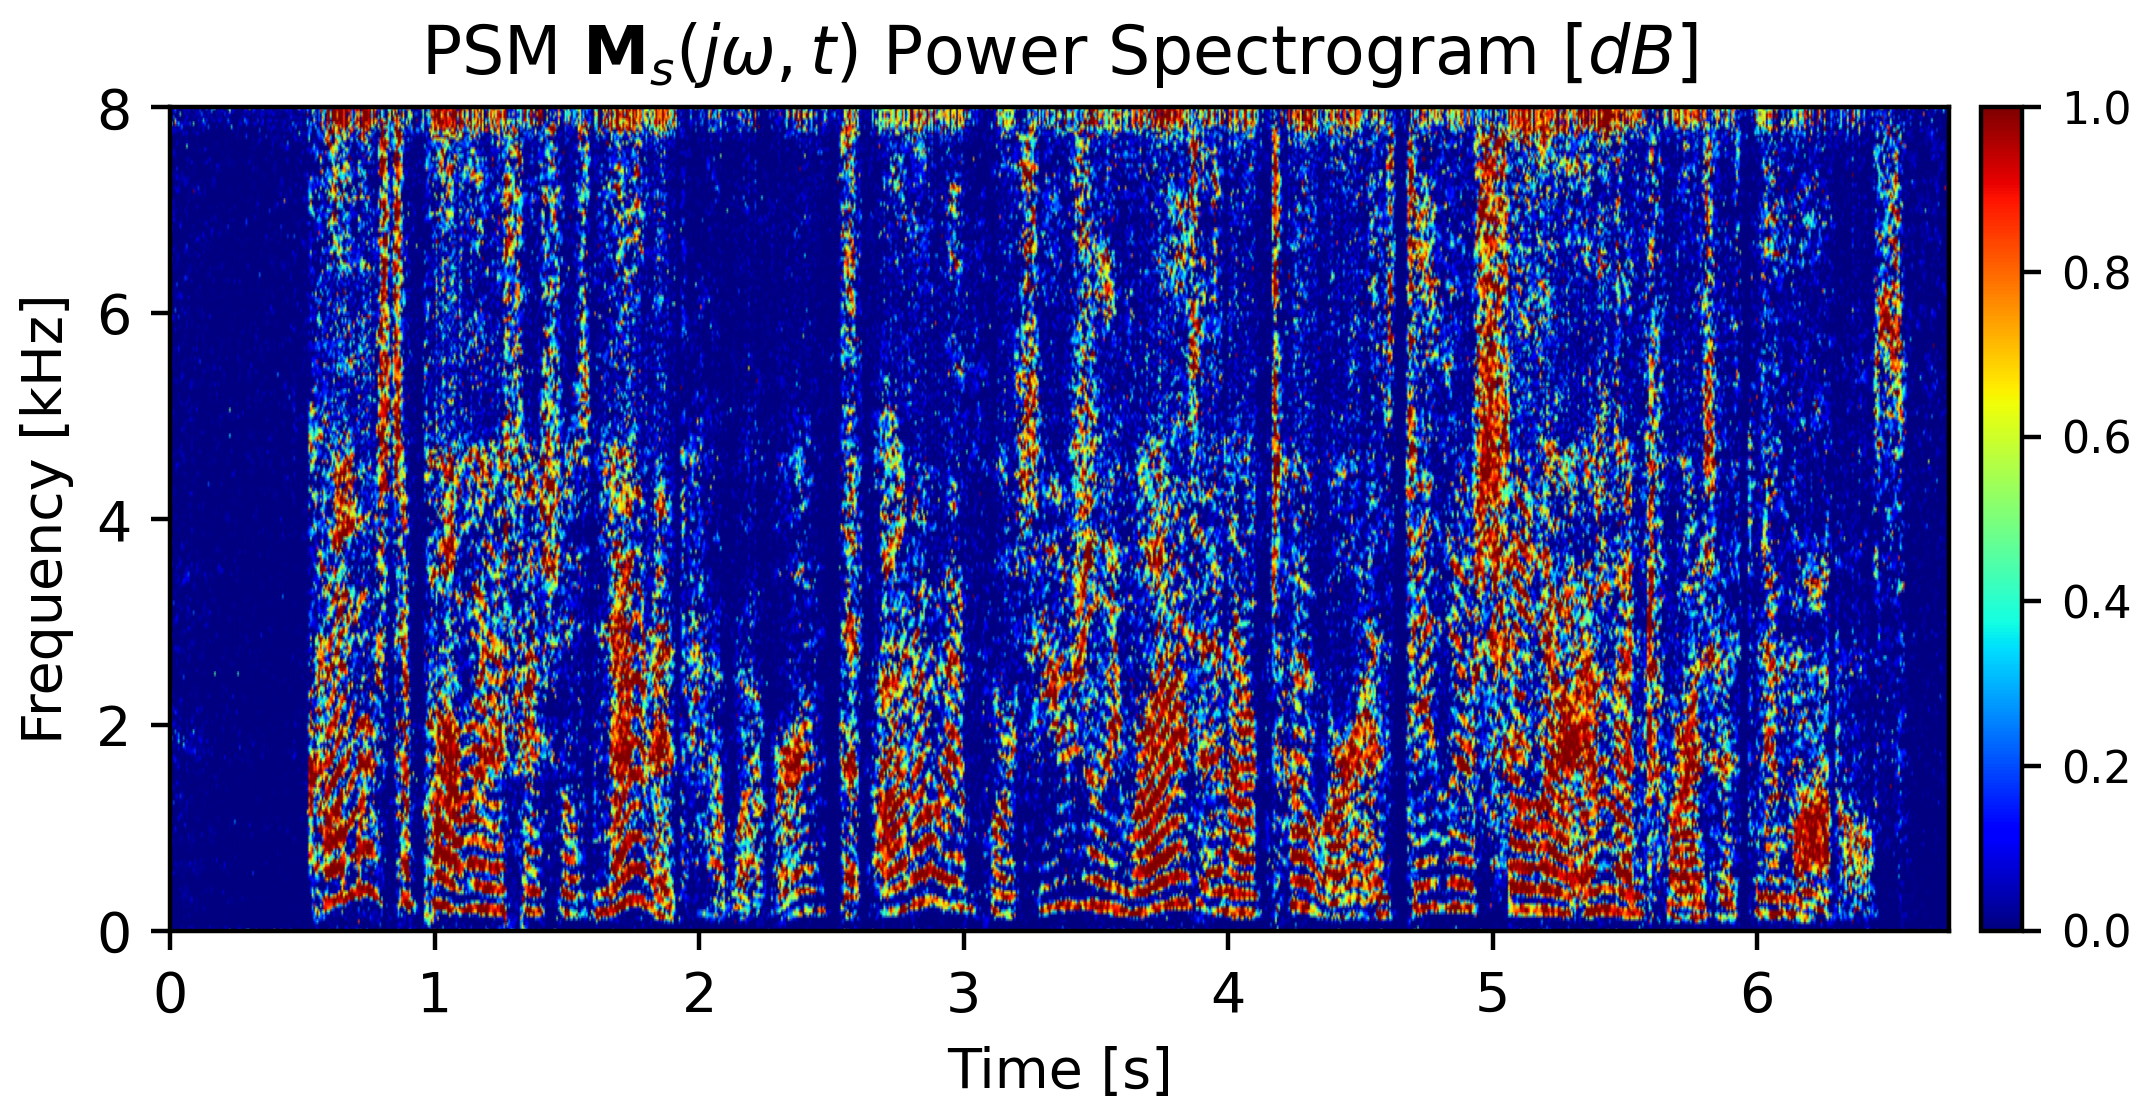 PSM 𝐌ₛ(jω, t) Power Spectrogram [dB]
8
6
4
2
0
Frequency [kHz]
0 1 2 3 4 5 6
Time [s]
1.0
0.8
0.6
0.4
0.2
0.0